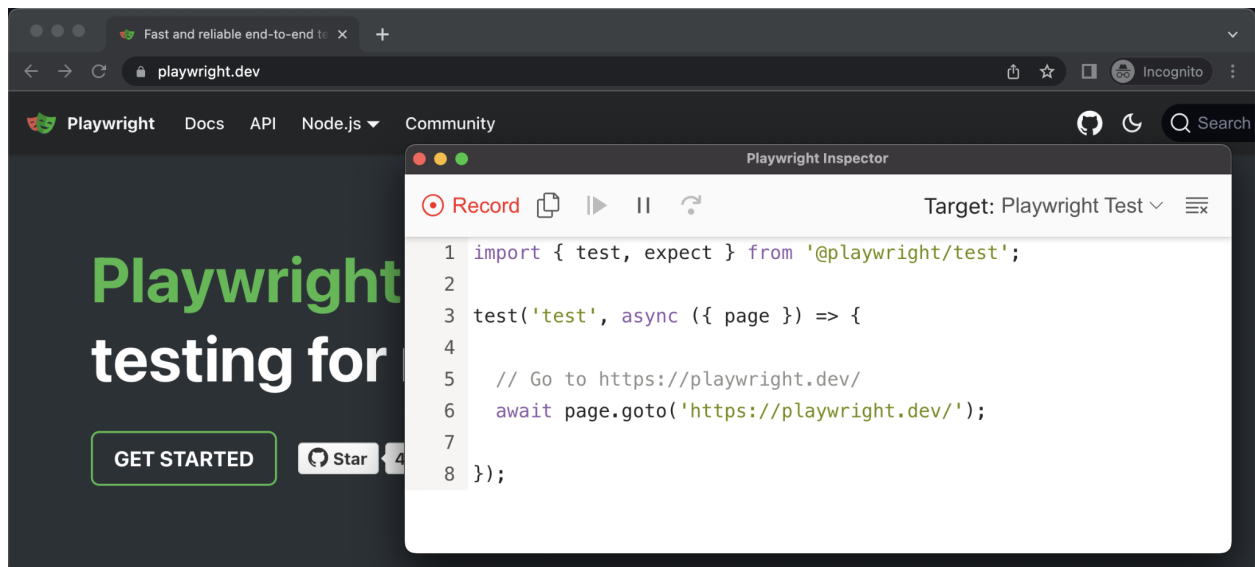 Fast and reliable end-to-end te
playwright.dev
Incognito
Playwright Docs API Node.js Community
Search
Playwright Inspector
Record
Target: Playwright Test
1 import { test, expect } from '@playwright/test';
2
3 test('test', async ({ page }) => {
4
5 // Go to https://playwright.dev/
6 await page.goto('https://playwright.dev/');
7
8 });
Playwright
testing for
GET STARTED
Star
4